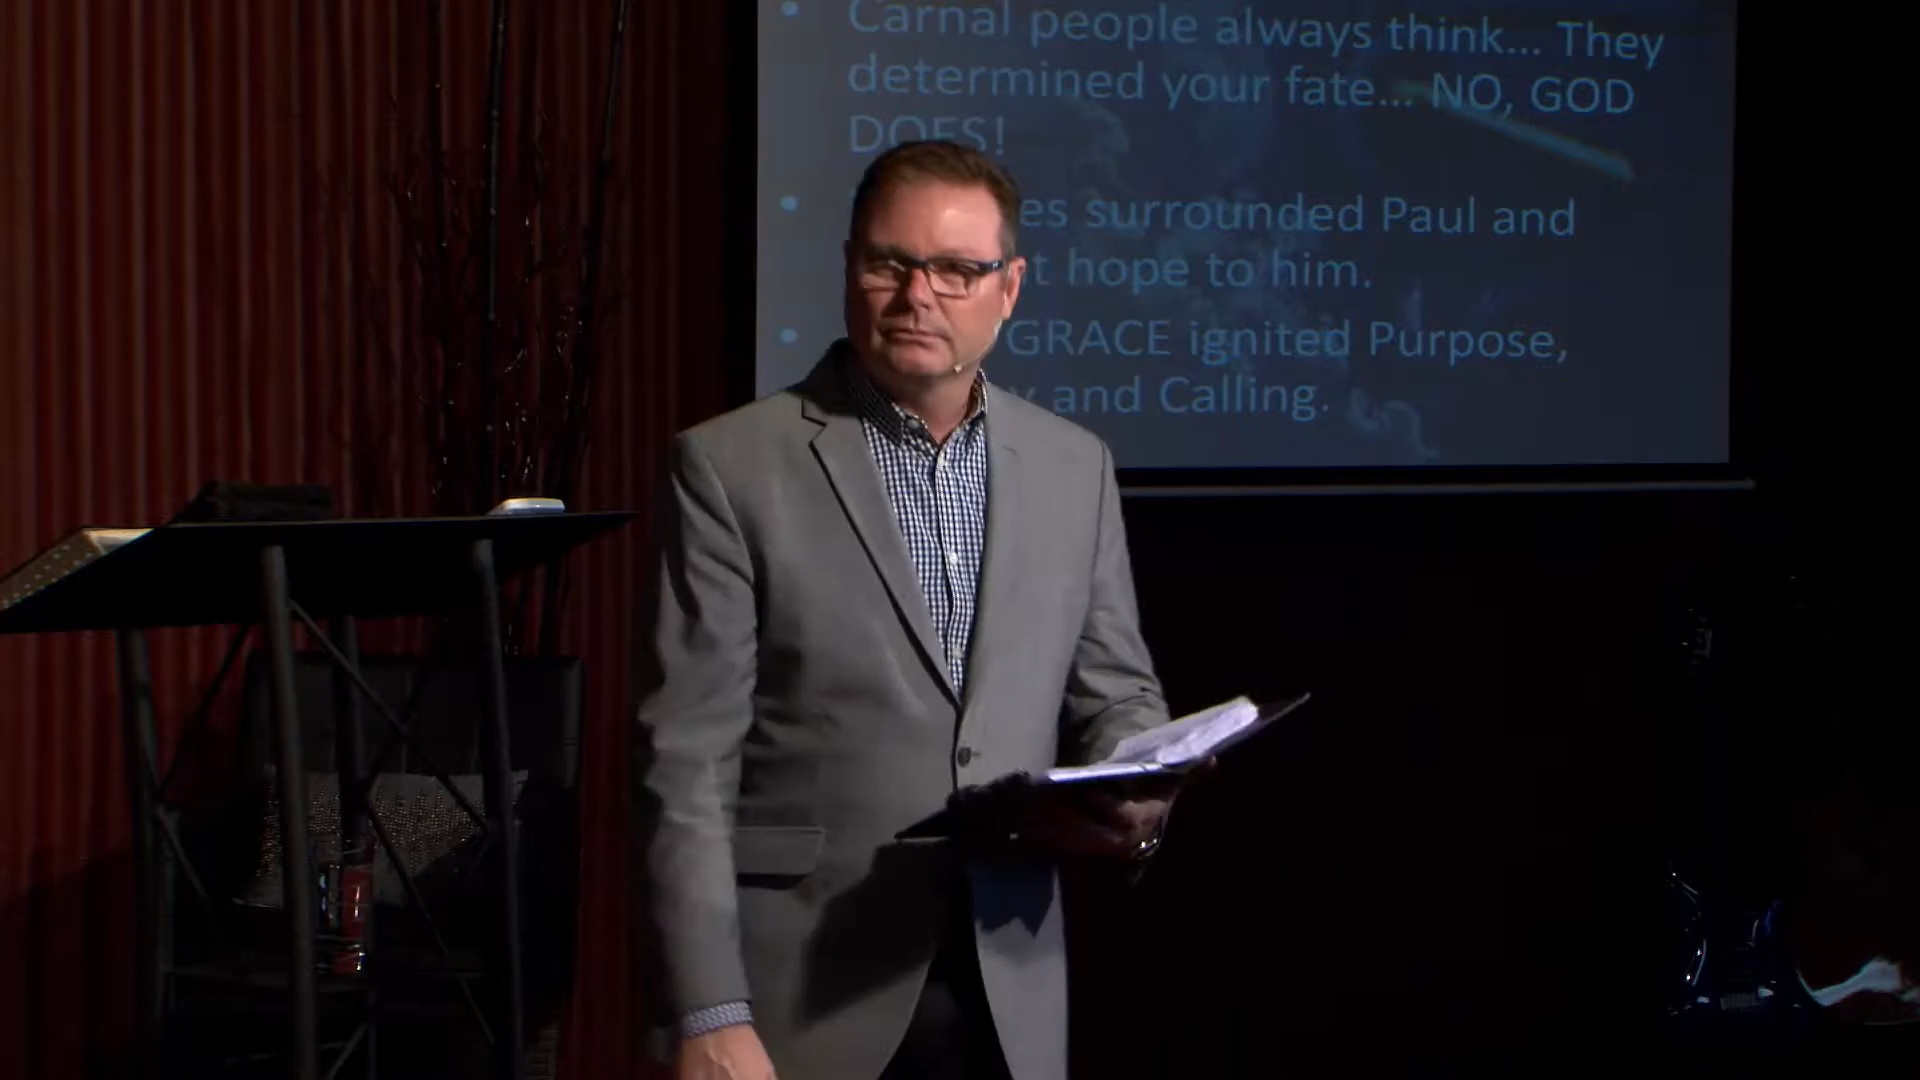 Carnal people always think... They
determined your fate... NO, GOD
DOES!
es surrounded Paul and
t hope to him.
GRACE ignited Purpose,
and Calling.